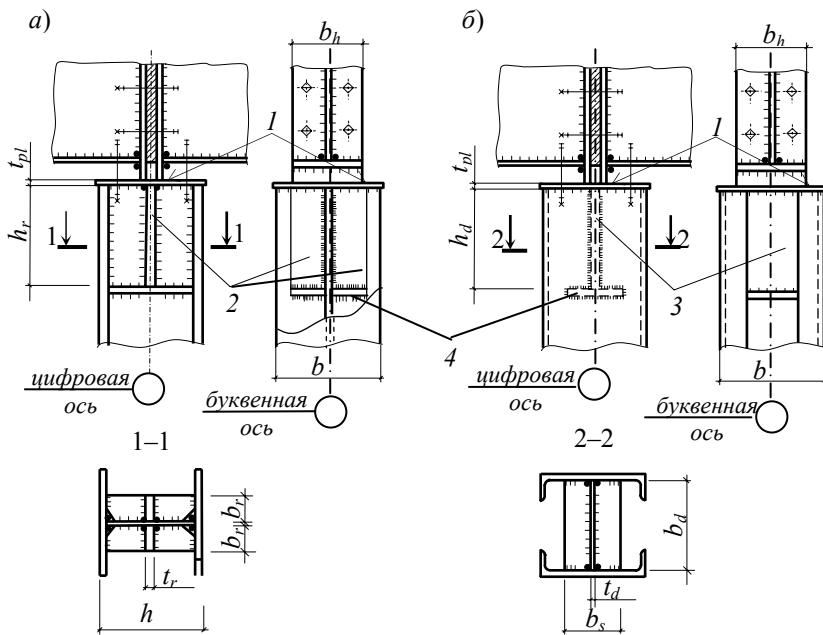 а)
b_h
б)
b_h
1
1
t_pl
t_pl
h_r
h_d
1
1
2
2
2
3
4
b
b
цифровая
ось
буквенная
ось
цифровая
ось
буквенная
ось
1–1
2–2
b_r
b_r
b_d
t_r
t_d
h
b_s